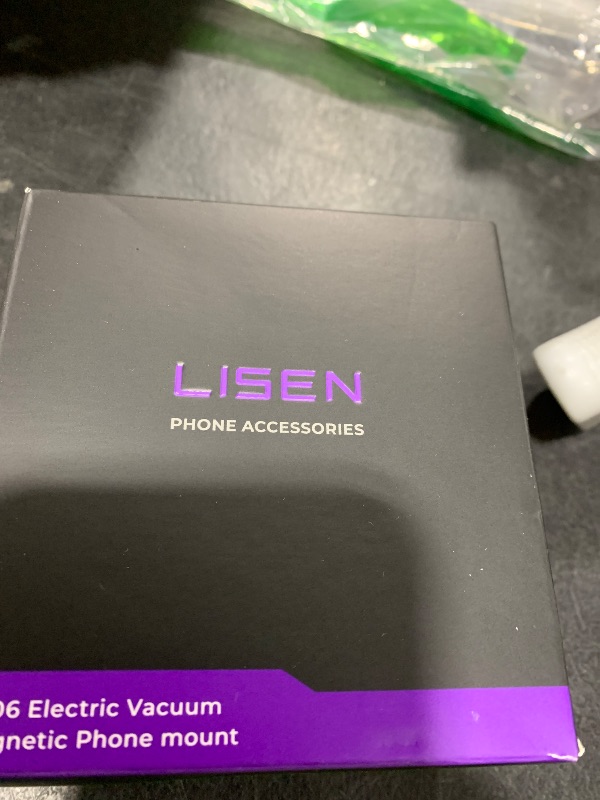 LISEN
PHONE ACCESSORIES
06 Electric Vacuum
gnetic Phone mount